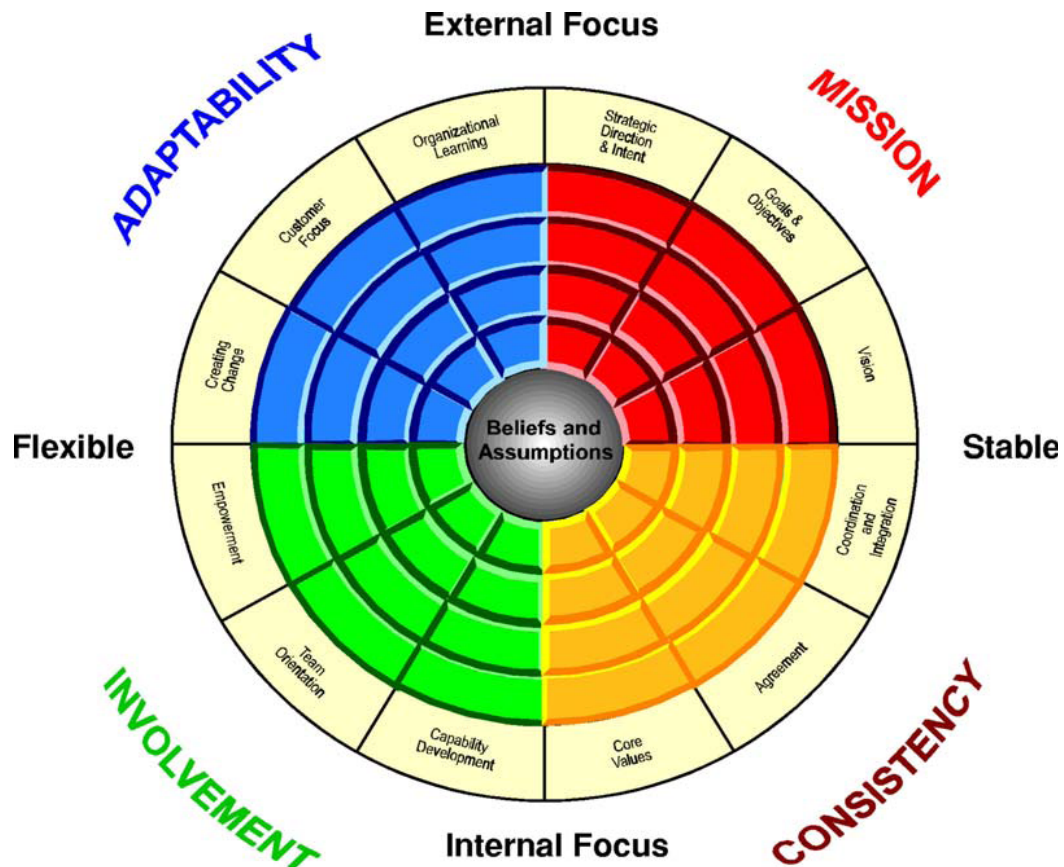 External Focus
ADAPTABILITY
MISSION
Organizational
Learning
Strategic
Direction
& Intent
Customer
Focus
Goals &
Objectives
Creating
Change
Vision
Flexible
Beliefs and
Assumptions
Stable
Empowerment
Coordination
and
Integration
Team
Orientation
Agreement
Capability
Development
Core
Values
INVOLVEMENT
CONSISTENCY
Internal Focus